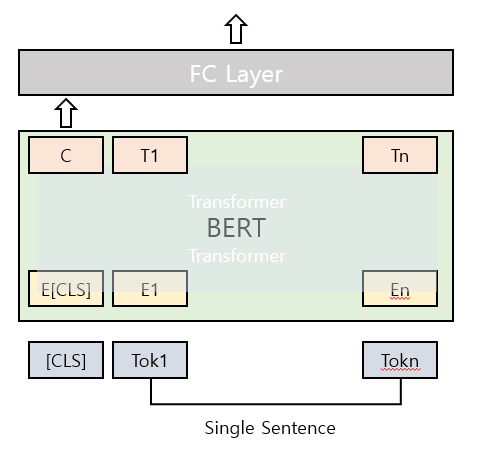 FC Layer
C T1 Tn
Transformer
BERT
Transformer
E[CLS] E1 En
[CLS] Tok1 Tokn
Single Sentence